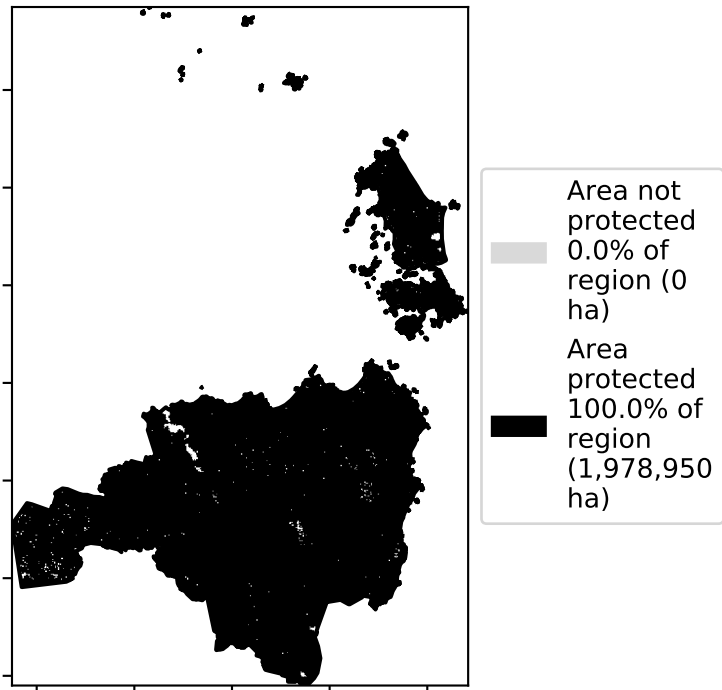 Area not
protected
0.0% of
region (0
ha)
Area
protected
100.0% of
region
(1,978,950
ha)